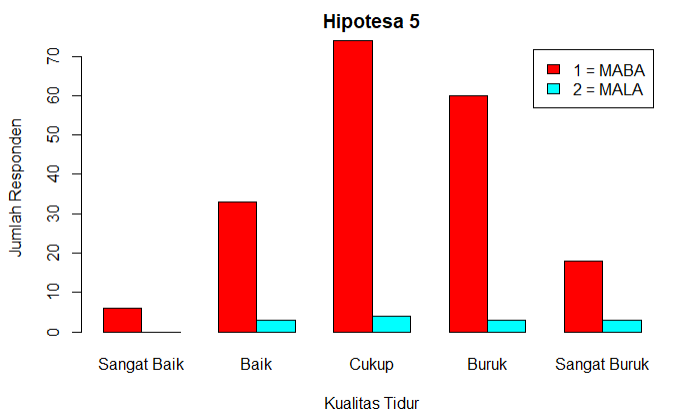 Hipotesa 5
1 = MABA
2 = MALA
Jumlah Responden
70
60
50
40
30
20
10
0
Sangat Baik
Baik
Cukup
Buruk
Sangat Buruk
Kualitas Tidur